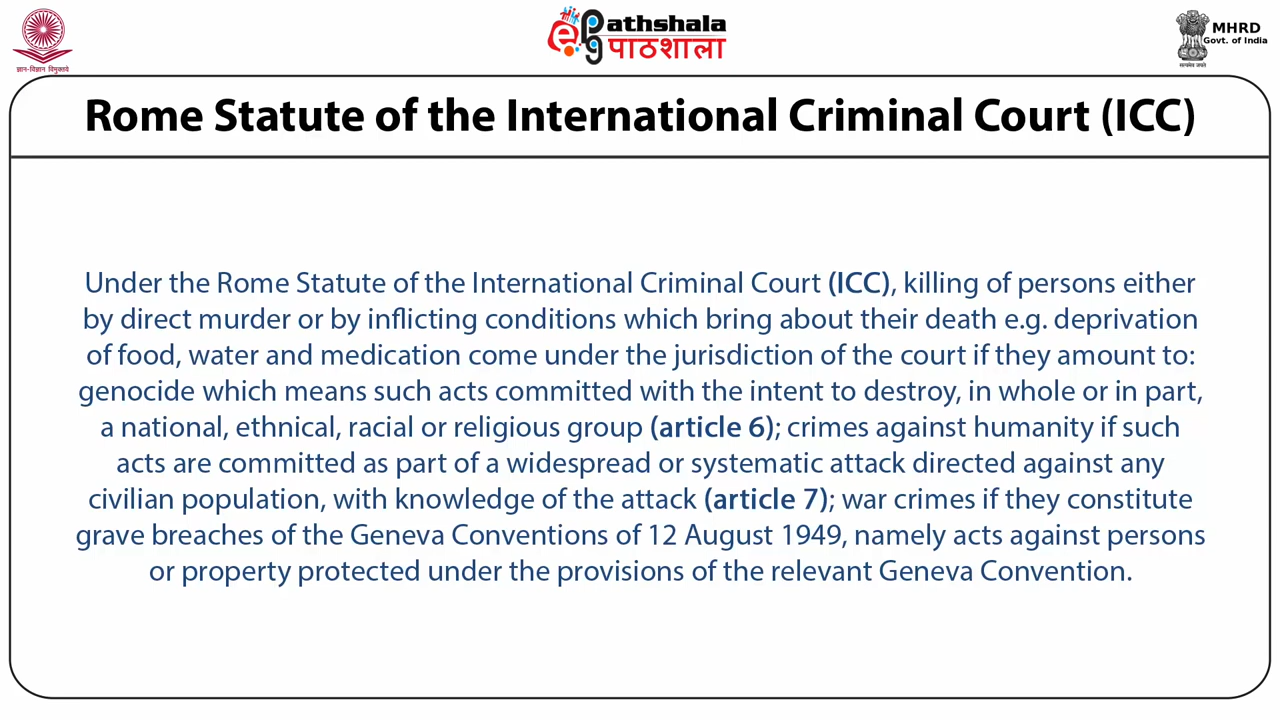 ज्ञान-विज्ञान विमुक्तये
ePathshala
पाठशाला
MHRD
Govt. of India
सत्यमेव जयते
Rome Statute of the International Criminal Court (ICC)
Under the Rome Statute of the International Criminal Court (ICC), killing of persons either
by direct murder or by inflicting conditions which bring about their death e.g. deprivation
of food, water and medication come under the jurisdiction of the court if they amount to:
genocide which means such acts committed with the intent to destroy, in whole or in part,
a national, ethnical, racial or religious group (article 6); crimes against humanity if such
acts are committed as part of a widespread or systematic attack directed against any
civilian population, with knowledge of the attack (article 7); war crimes if they constitute
grave breaches of the Geneva Conventions of 12 August 1949, namely acts against persons
or property protected under the provisions of the relevant Geneva Convention.